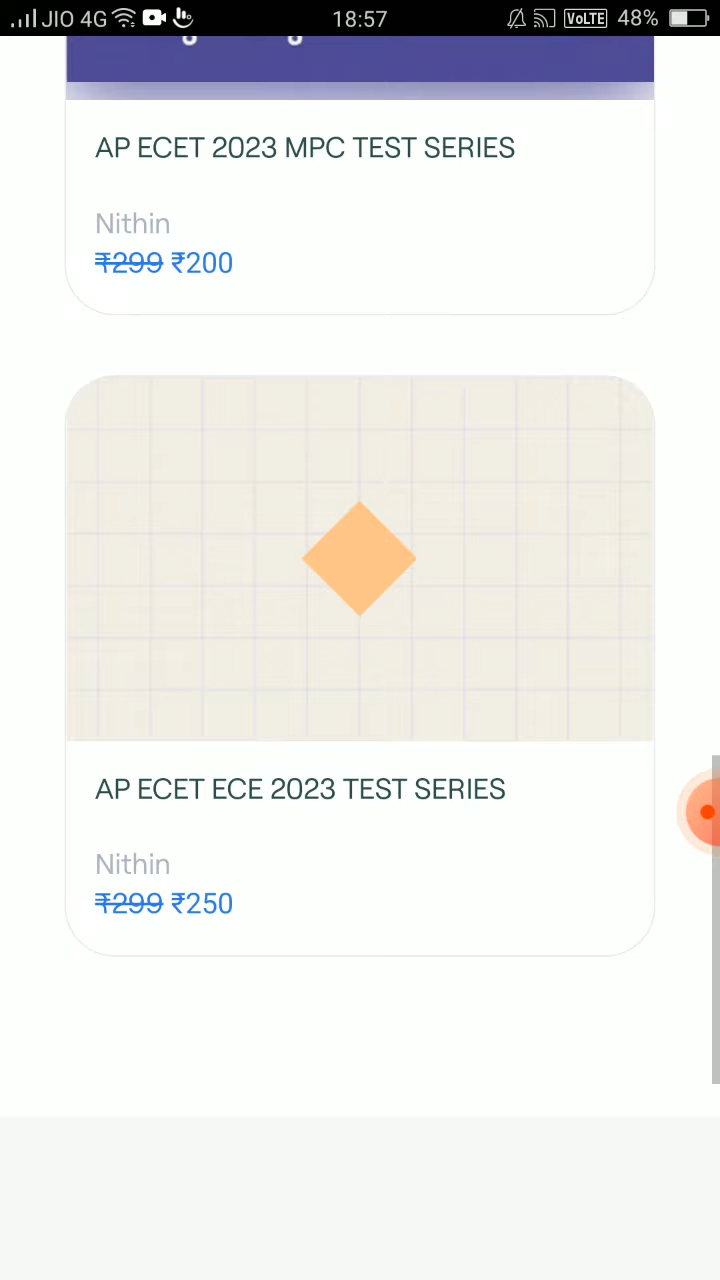 JIO 4G
18:57
VoLTE 48%
AP ECET 2023 MPC TEST SERIES
Nithin
₹299 ₹200
AP ECET ECE 2023 TEST SERIES
Nithin
₹299 ₹250